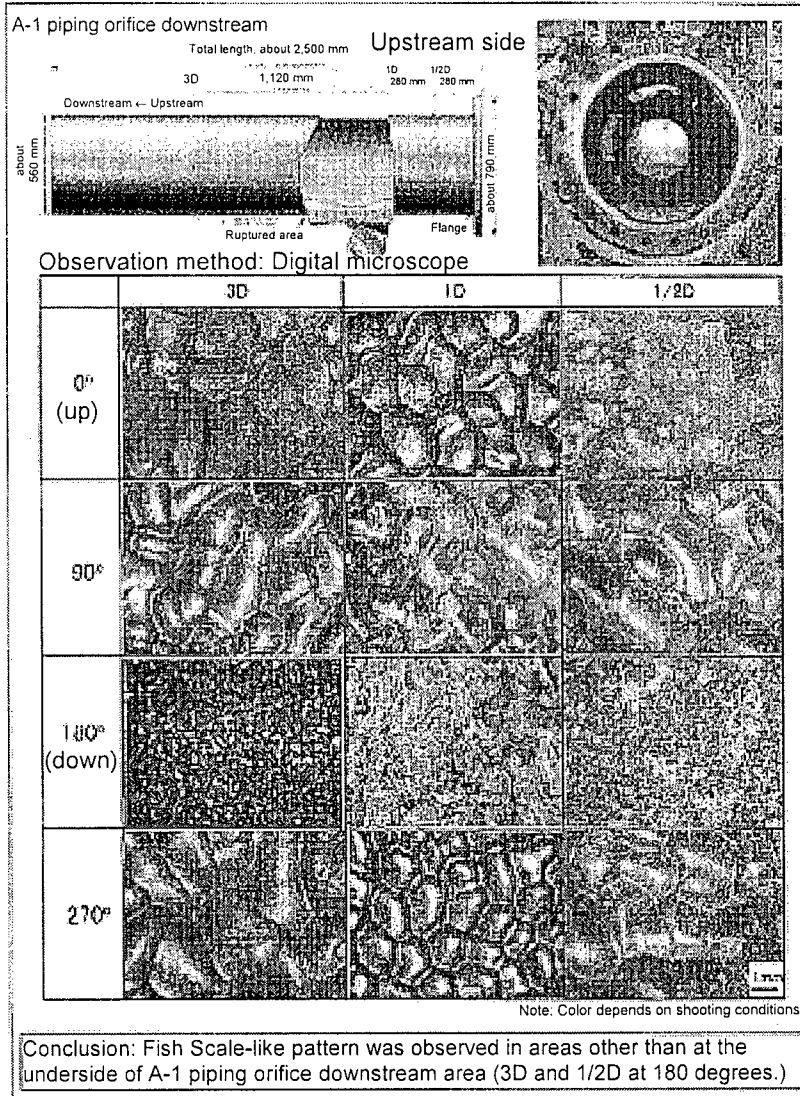 A-1 piping orifice downstream
Total length, about 2,500 mm
Upstream side
3D
1,120 mm
1D
280 mm
1/2D
280 mm
Downstream ← Upstream
about
560 mm
about 790 mm
Ruptured area
Flange
Observation method: Digital microscope
3D
1D
1/2D
0°
(up)
90°
180°
(down)
270°
1 mm
Note: Color depends on shooting conditions
Conclusion: Fish Scale-like pattern was observed in areas other than at the
underside of A-1 piping orifice downstream area (3D and 1/2D at 180 degrees.)